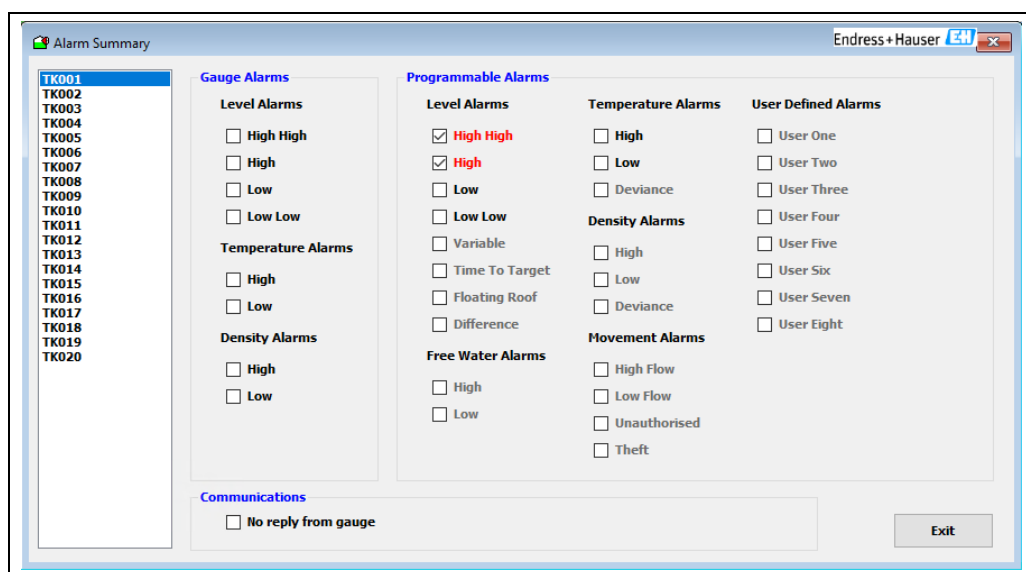 Alarm Summary
Endress+Hauser EH
TK001
TK002
TK003
TK004
TK005
TK006
TK007
TK008
TK009
TK010
TK011
TK012
TK013
TK014
TK015
TK016
TK017
TK018
TK019
TK020
Gauge Alarms
Level Alarms
High High
High
Low
Low Low
Temperature Alarms
High
Low
Density Alarms
High
Low
Programmable Alarms
Level Alarms
High High
High
Low
Low Low
Variable
Time To Target
Floating Roof
Difference
Free Water Alarms
High
Low
Temperature Alarms
High
Low
Deviance
Density Alarms
High
Low
Deviance
Movement Alarms
High Flow
Low Flow
Unauthorised
Theft
User Defined Alarms
User One
User Two
User Three
User Four
User Five
User Six
User Seven
User Eight
Communications
No reply from gauge
Exit